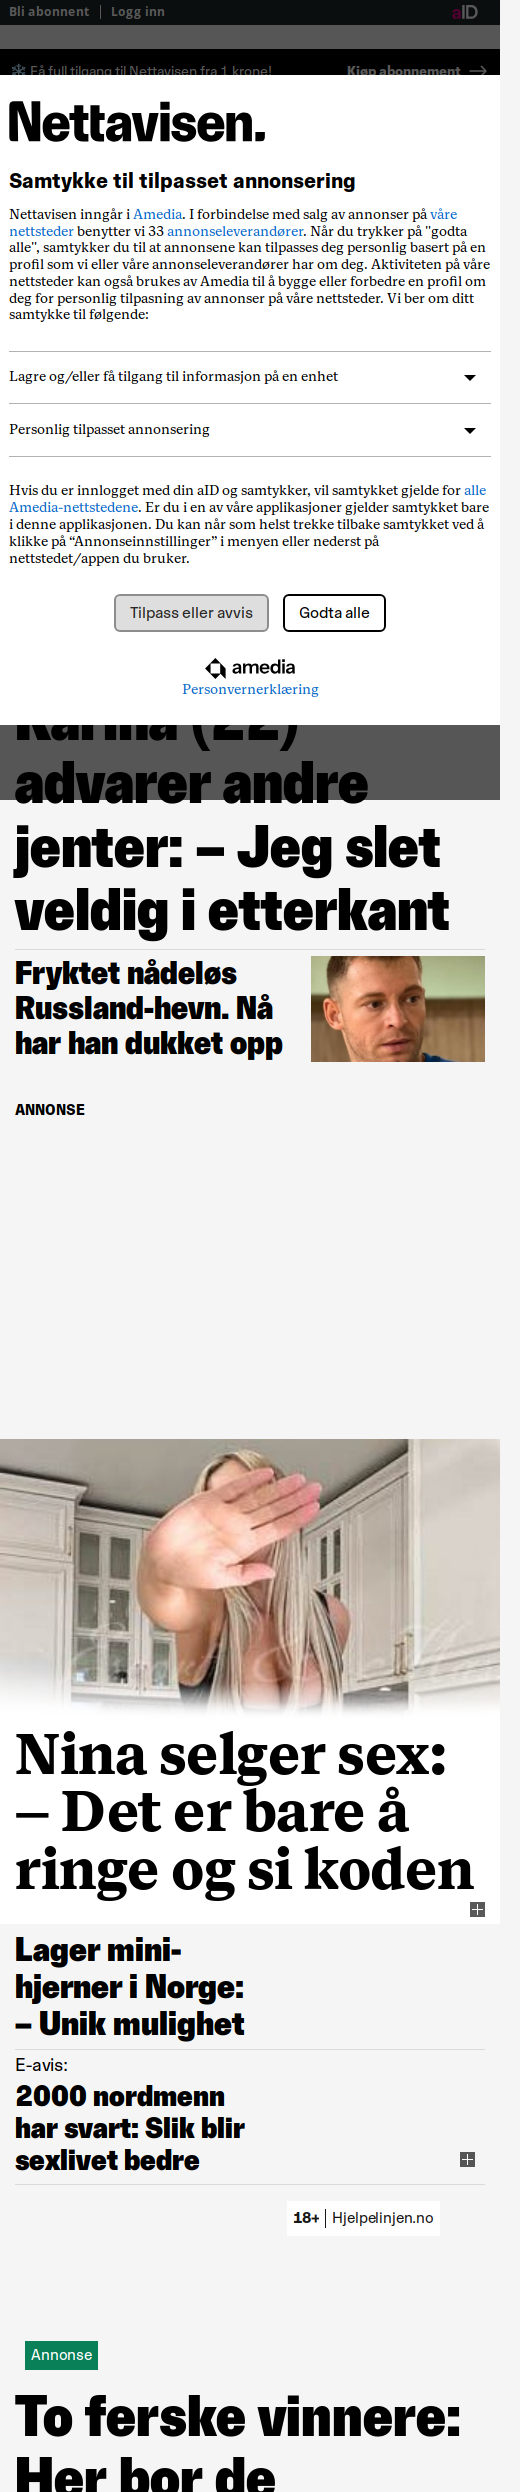 Bli abonnent | Logg inn
aID
Få full tilgang til Nettavisen fra 1 krone!
Kjøp abonnement
Nettavisen.
Samtykke til tilpasset annonsering
Nettavisen inngår i Amedia. I forbindelse med salg av annonser på våre
nettsteder benytter vi 33 annonseleverandører. Når du trykker på "godta
alle", samtykker du til at annonsene kan tilpasses deg personlig basert på en
profil som vi eller våre annonseleverandører har om deg. Aktiviteten på våre
nettsteder kan også brukes av Amedia til å bygge eller forbedre en profil om
deg for personlig tilpasning av annonser på våre nettsteder. Vi ber om ditt
samtykke til følgende:
Lagre og/eller få tilgang til informasjon på en enhet
Personlig tilpasset annonsering
Hvis du er innlogget med din aID og samtykker, vil samtykket gjelde for alle
Amedia-nettstedene. Er du i en av våre applikasjoner gjelder samtykket bare
i denne applikasjonen. Du kan når som helst trekke tilbake samtykket ved å
klikke på “Annonseinnstillinger” i menyen eller nederst på
nettstedet/appen du bruker.
Tilpass eller avvis
Godta alle
amedia
Personvernerklæring
(22)
advarer andre
jenter: – Jeg slet
veldig i etterkant
Fryktet nådeløs
Russland-hevn. Nå
har han dukket opp
ANNONSE
Nina selger sex:
– Det er bare å
ringe og si koden
Lager mini-
hjerner i Norge:
– Unik mulighet
E-avis:
2000 nordmenn
har svart: Slik blir
sexlivet bedre
18+ | Hjelpelinjen.no
Annonse
To ferske vinnere:
Her bor de